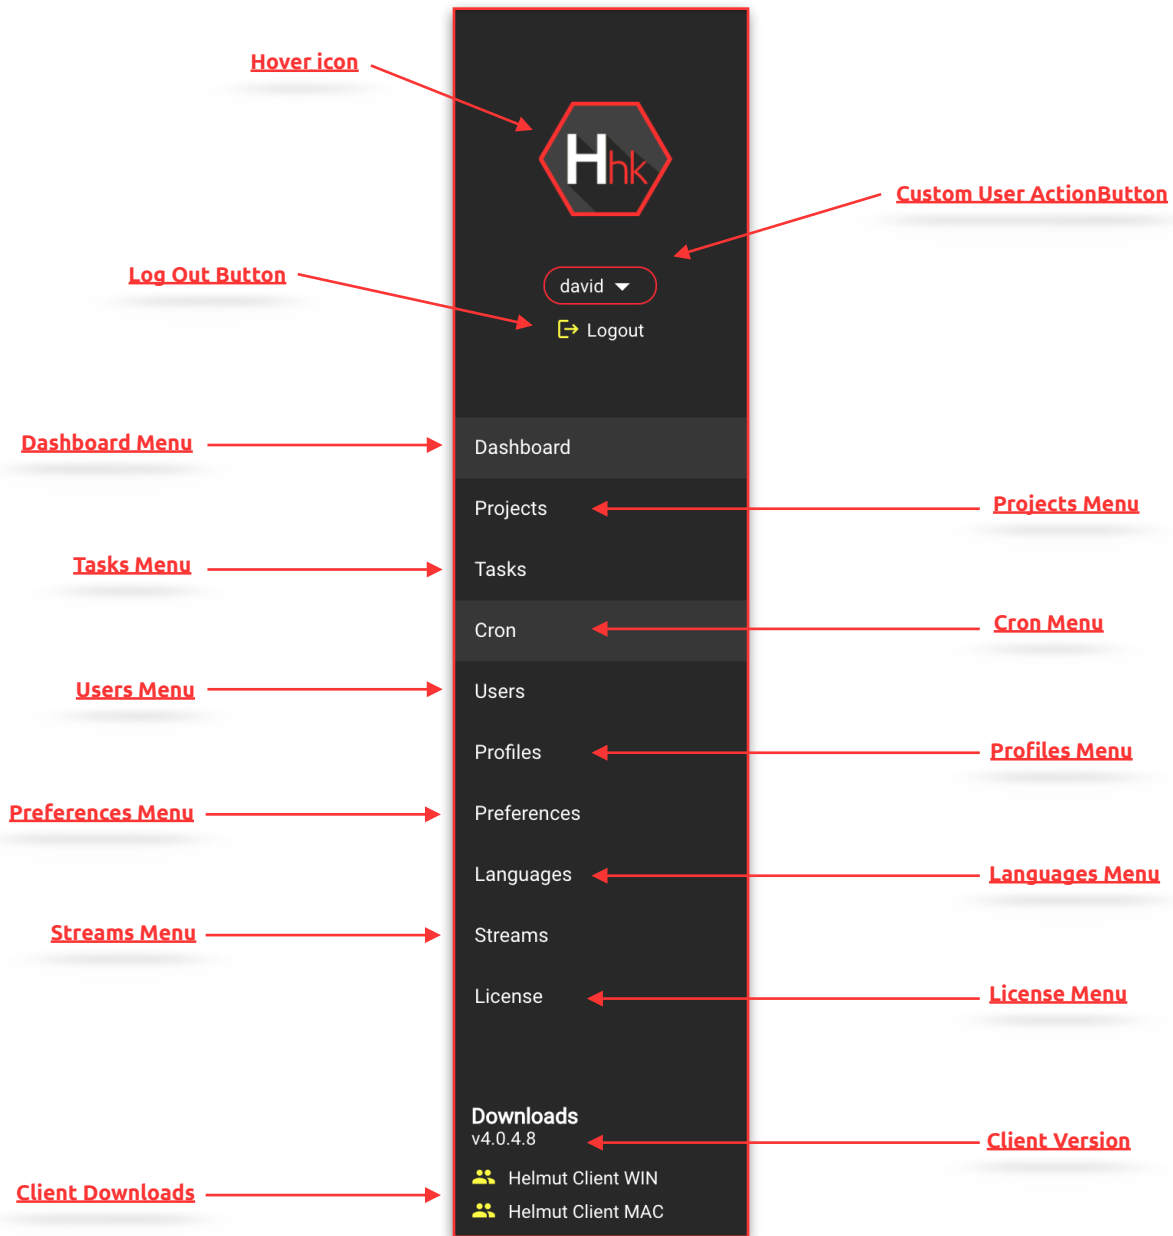 Hover icon
Hhk
Custom User ActionButton
Log Out Button
david
Logout
Dashboard Menu
Dashboard
Projects
Projects Menu
Tasks Menu
Tasks
Cron
Cron Menu
Users Menu
Users
Profiles
Profiles Menu
Preferences Menu
Preferences
Languages
Languages Menu
Streams Menu
Streams
License
License Menu
Downloads
v4.0.4.8
Client Version
Client Downloads
Helmut Client WIN
Helmut Client MAC